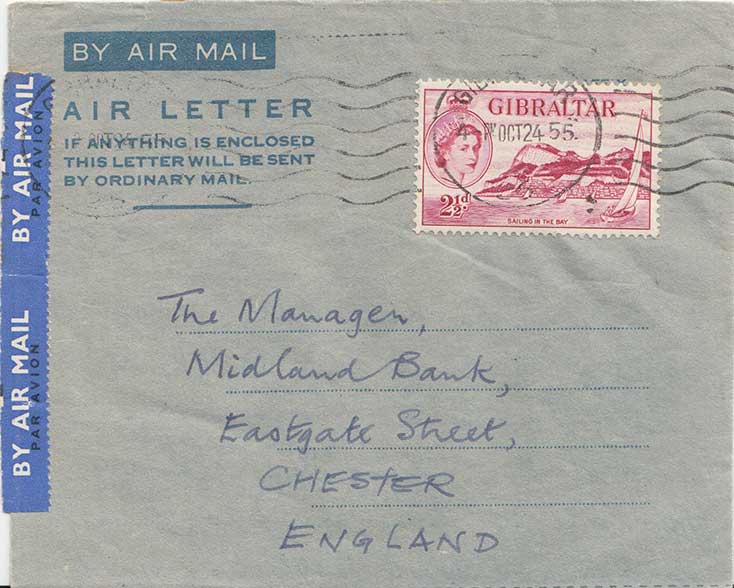 BY AIR MAIL
AIR LETTER
IF ANYTHING IS ENCLOSED
THIS LETTER WILL BE SENT
BY ORDINARY MAIL.
BY AIR MAIL
PAR AVION
BY AIR MAIL
PAR AVION
GIBRALTAR
OCT 24 55.
2½d
SAILING IN THE BAY
The Manager,
Midland Bank,
Eastgate Street,
CHESTER
ENGLAND